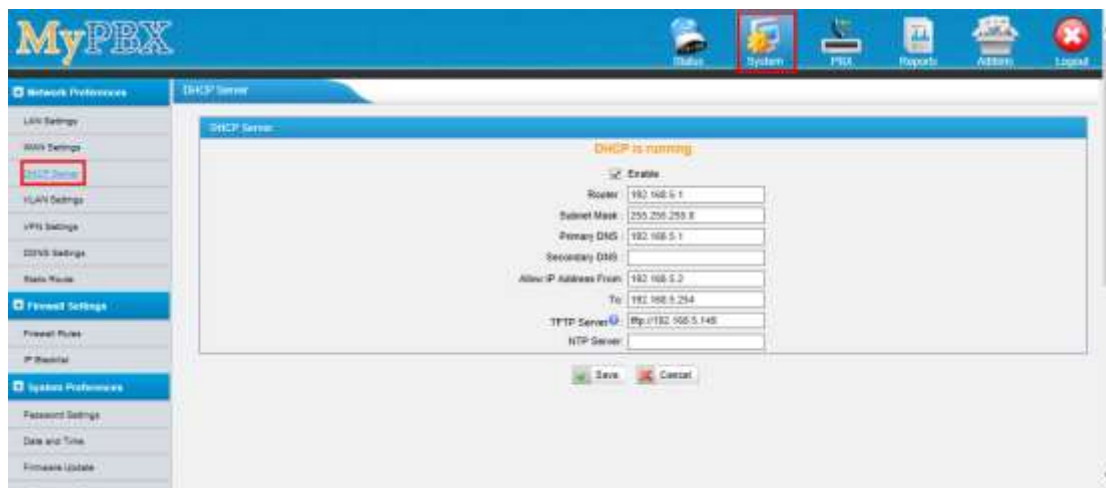 MyPBX
Status
System
PBX
Reports
Addons
Logout
Network Preferences
LAN Settings
WAN Settings
DHCP Server
VLAN Settings
VPN Settings
DDNS Settings
Static Route
Firewall Settings
Firewall Rules
IP Blacklist
System Preferences
Password Settings
Date and Time
Firmware Update
DHCP Server
DHCP Server
DHCP is running
Enable
Router: 192.168.5.1
Subnet Mask: 255.255.255.0
Primary DNS: 192.168.5.1
Secondary DNS:
Allow IP Address From: 192.168.5.2
To: 192.168.5.254
TFTP Server: tftp://192.168.5.148
NTP Server:
Save
Cancel